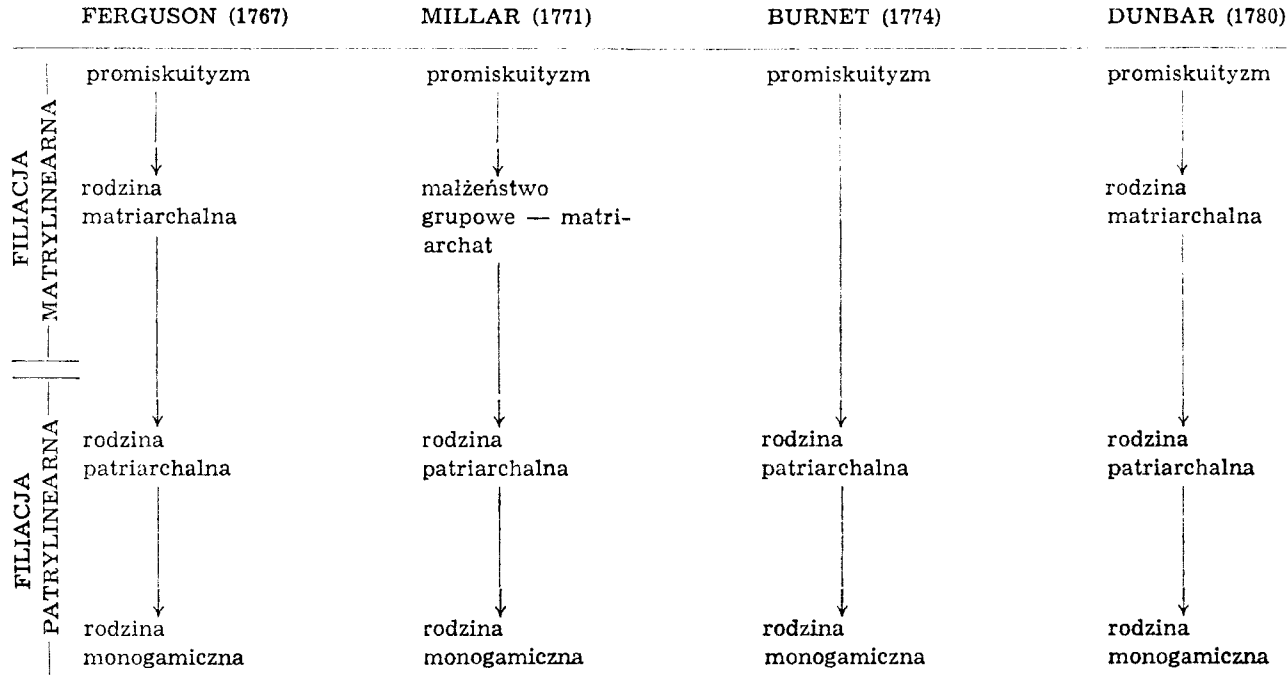 FERGUSON (1767) MILLAR (1771) BURNET (1774) DUNBAR (1780)
FILIACJA
MATRYLINEARNA
promiskuityzm promiskuityzm promiskuityzm promiskuityzm
rodzina małżeństwo rodzina
matriarchalna grupowe — matri- matriarchalna
archat
FILIACJA
PATRYLINEARNA
rodzina rodzina rodzina rodzina
patriarchalna patriarchalna patriarchalna patriarchalna
rodzina rodzina rodzina rodzina
monogamiczna monogamiczna monogamiczna monogamiczna